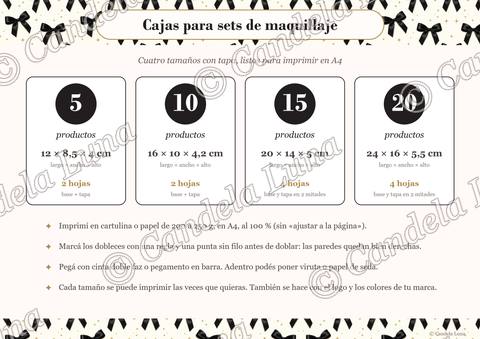 Cajas para sets de maquillaje
Cuatro tamaños con tapa, listos para imprimir en A4
5 10 15 20
productos productos productos productos
12 × 8,5 × 4 cm 16 × 10 × 4,2 cm 20 × 14 × 5 cm 24 × 16 × 5,5 cm
largo × ancho × alto largo × ancho × alto largo × ancho × alto largo × ancho × alto
2 hojas 2 hojas 4 hojas 4 hojas
base + tapa base + tapa base y tapa en 2 mitades base y tapa en 2 mitades
Imprimí en cartulina o papel de g, en A4, al 100 % (sin «ajustar a la página»).
Marcá los dobleces con una regla y una punta sin filo antes de doblar: las paredes quedan bien derechas.
Pegá con cinta doble faz o pegamento en barra. Adentro podés poner viruta o papel de seda.
Cada tamaño se puede imprimir las veces que quieras. También se hace con el logo y los colores de tu marca.
© Candela Luna